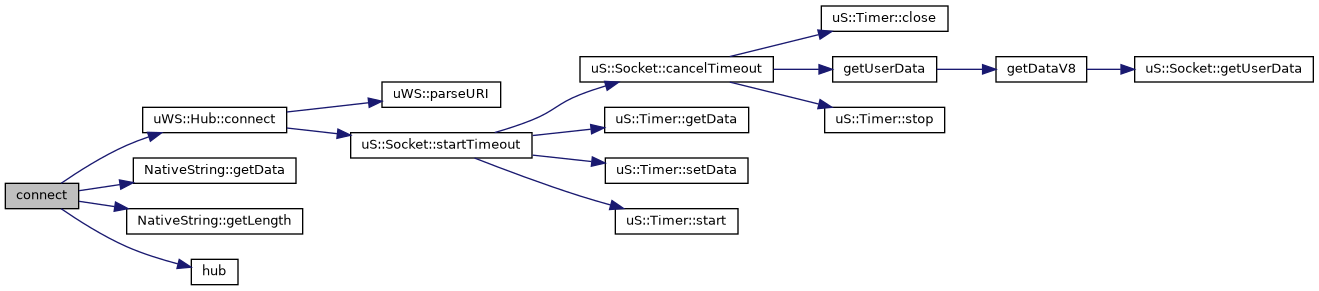 connect
uWS::Hub::connect
NativeString::getData
NativeString::getLength
hub
uWS::parseURI
uS::Socket::startTimeout
uS::Socket::cancelTimeout
uS::Timer::getData
uS::Timer::setData
uS::Timer::start
uS::Timer::close
getUserData
uS::Timer::stop
getDataV8
uS::Socket::getUserData